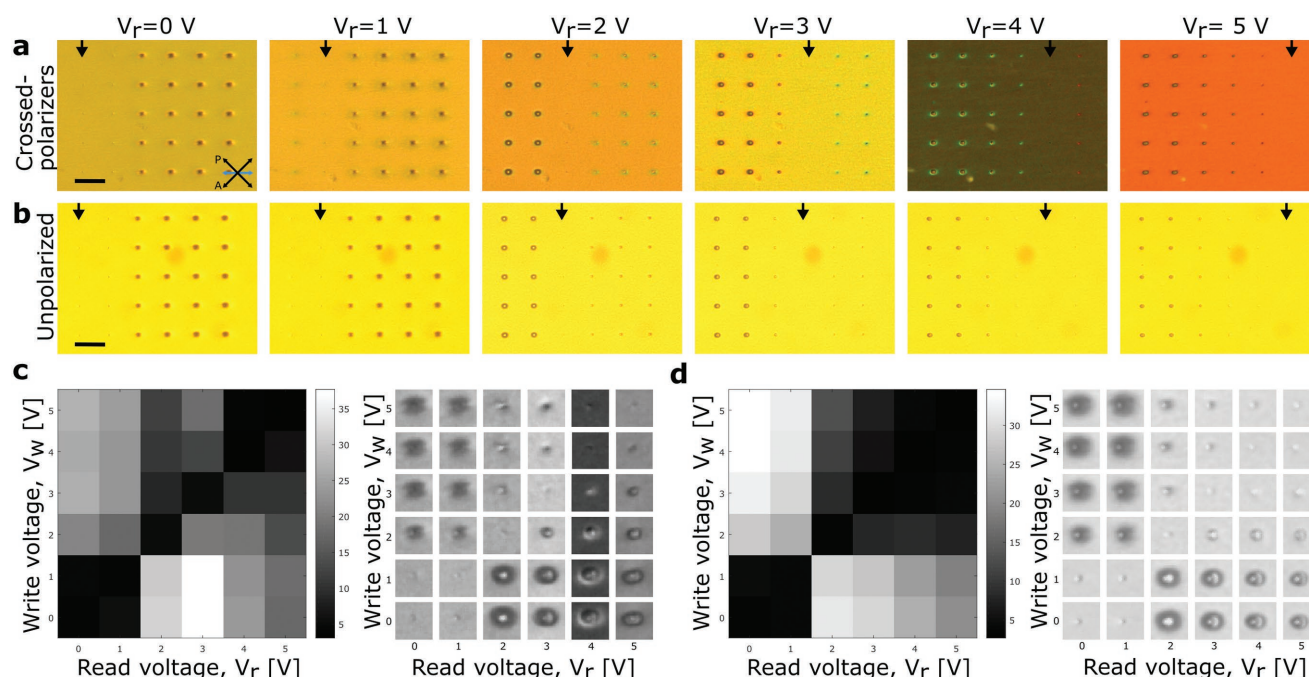 Vr=0 V Vr=1 V Vr=2 V Vr=3 V Vr=4 V Vr= 5 V
a
Crossed-
polarizers
P
A
b
Unpolarized
c
Write voltage, Vw [V]
5
4
3
2
1
0
0 1 2 3 4 5
Read voltage, Vr [V]
35
30
25
20
15
10
5
Write voltage, Vw [V]
5
4
3
2
1
0
0 1 2 3 4 5
Read voltage, Vr [V]
d
Write voltage, Vw [V]
5
4
3
2
1
0
0 1 2 3 4 5
Read voltage, Vr [V]
30
25
20
15
10
5
Write voltage, Vw [V]
5
4
3
2
1
0
0 1 2 3 4 5
Read voltage, Vr [V]